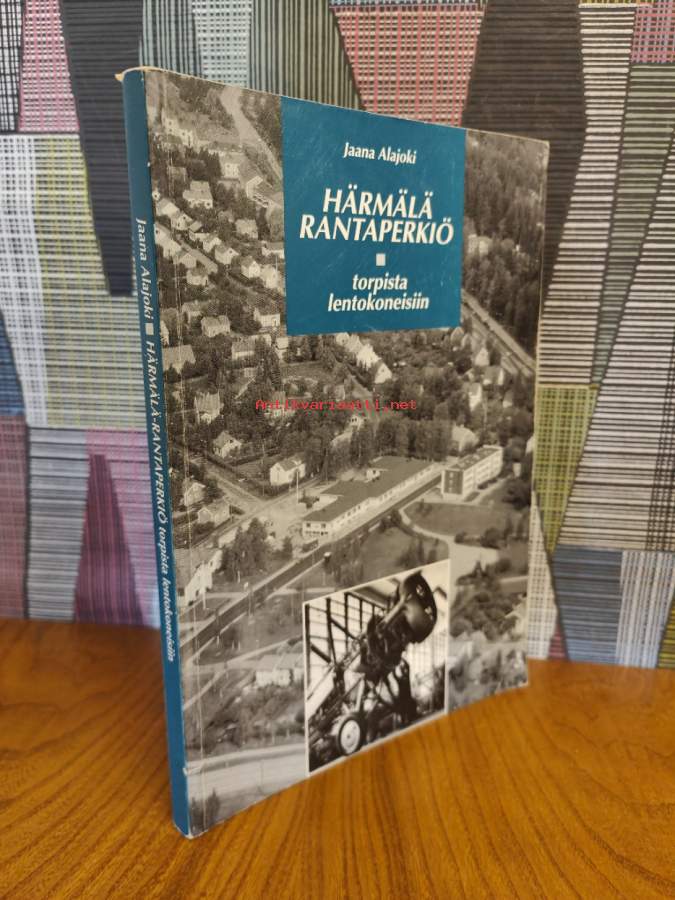 Jaana Alajoki
HÄRMÄLÄ
RANTAPERKIÖ
torpista
lentokoneisiin
Antikvariaatti.net
Jaana Alajoki ■ HÄRMÄLÄ-RANTAPERKIÖ torpista lentokoneisiin